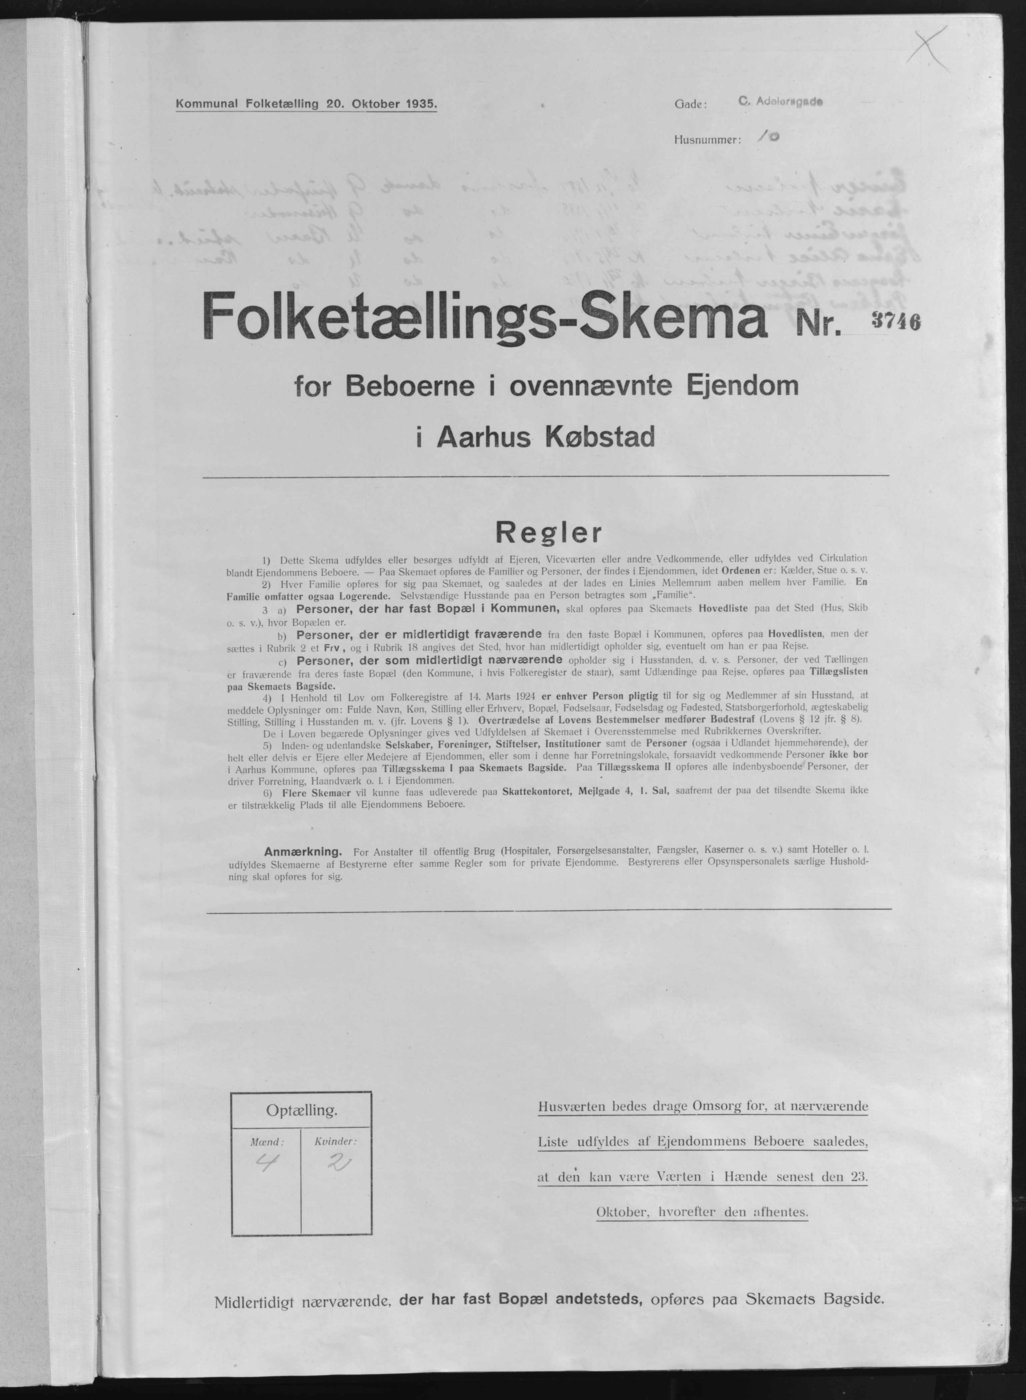 Kommunal Folketælling 20. Oktober 1935.
Gade: C. Adelersgade
Husnummer: 10
Folketællings-Skema Nr. 3746
for Beboerne i ovennævnte Ejendom
i Aarhus Købstad
Regler
1) Dette Skema udfyldes eller besørges udfyldt af Ejeren, Viceværten eller andre Vedkommende, eller udfyldes ved Cirkulation
blandt Ejendommens Beboere. — Paa Skemaet opføres de Familier og Personer, der findes i Ejendommen, idet Ordenen er: Kælder, Stue o. s. v.
2) Hver Familie opføres for sig paa Skemaet, og saaledes at der lades en Linies Mellemrum aaben mellem hver Familie. En
Familie omfatter ogsaa Logerende. Selvstændige Husstande paa en Person betragtes som „Familie".
3 a) Personer, der har fast Bopæl i Kommunen, skal opføres paa Skemaets Hovedliste paa det Sted (Hus, Skib
o. s. v.), hvor Bopælen er.
b) Personer, der er midlertidigt fraværende fra den faste Bopæl i Kommunen, opføres paa Hovedlisten, men der
sættes i Rubrik 2 et Frv., og i Rubrik 18 angives det Sted, hvor han midlertidigt opholder sig, eventuelt om han er paa Rejse.
c) Personer, der som midlertidigt nærværende opholder sig i Husstanden, d. v. s. Personer, der ved Tællingen
er fraværende fra deres faste Bopæl (den Kommune, i hvis Folkeregister de staar), samt Udlændinge paa Rejse, opføres paa Tillægslisten
paa Skemaets Bagside.
4) I Henhold til Lov om Folkeregistre af 14. Marts 1924 er enhver Person pligtig til for sig og Medlemmer af sin Husstand, at
meddele Oplysninger om: Fulde Navn, Køn, Stilling eller Erhverv, Bopæl, Fødselsaar, Fødselsdag og Fødested, Statsborgerforhold, ægteskabelig
Stilling, Stilling i Husstanden m. v. (jfr. Lovens § 1). Overtrædelse af Lovens Bestemmelser medfører Bødestraf (Lovens § 12 jfr. § 8).
De i Loven begærede Oplysninger gives ved Udfyldelsen af Skemaet i Overensstemmelse med Rubrikkernes Overskrifter.
5) Inden- og udenlandske Selskaber, Foreninger, Stiftelser, Institutioner samt de Personer (ogsaa i Udlandet hjemmehørende), der
helt eller delvis er Ejere eller Medejere af Ejendommen, eller som i denne har Forretningslokale, forsaavidt vedkommende Personer ikke bor
i Aarhus Kommune, opføres paa Tillægsskema I paa Skemaets Bagside. Paa Tillægsskema II opføres alle indenbysboende Personer, der
driver Forretning, Haandværk o. l. i Ejendommen.
6) Flere Skemaer vil kunne faas udleverede paa Skattekontoret, Mejlgade 4, 1. Sal, saafremt der paa det tilsendte Skema ikke
er tilstrækkelig Plads til alle Ejendommens Beboere.
Anmærkning. For Anstalter til offentlig Brug (Hospitaler, Forsørgelsesanstalter, Fængsler, Kaserner o. s. v.) samt Hoteller o. l.
udfyldes Skemaerne af Bestyrerne efter samme Regler som for private Ejendomme. Bestyrerens eller Opsynspersonalets særlige Hushold-
ning skal opføres for sig.
Optælling.
Mænd: Kvinder:
4 2
Husværten bedes drage Omsorg for, at nærværende
Liste udfyldes af Ejendommens Beboere saaledes,
at den kan være Værten i Hænde senest den 23.
Oktober, hvorefter den afhentes.
Midlertidigt nærværende, der har fast Bopæl andetsteds, opføres paa Skemaets Bagside.